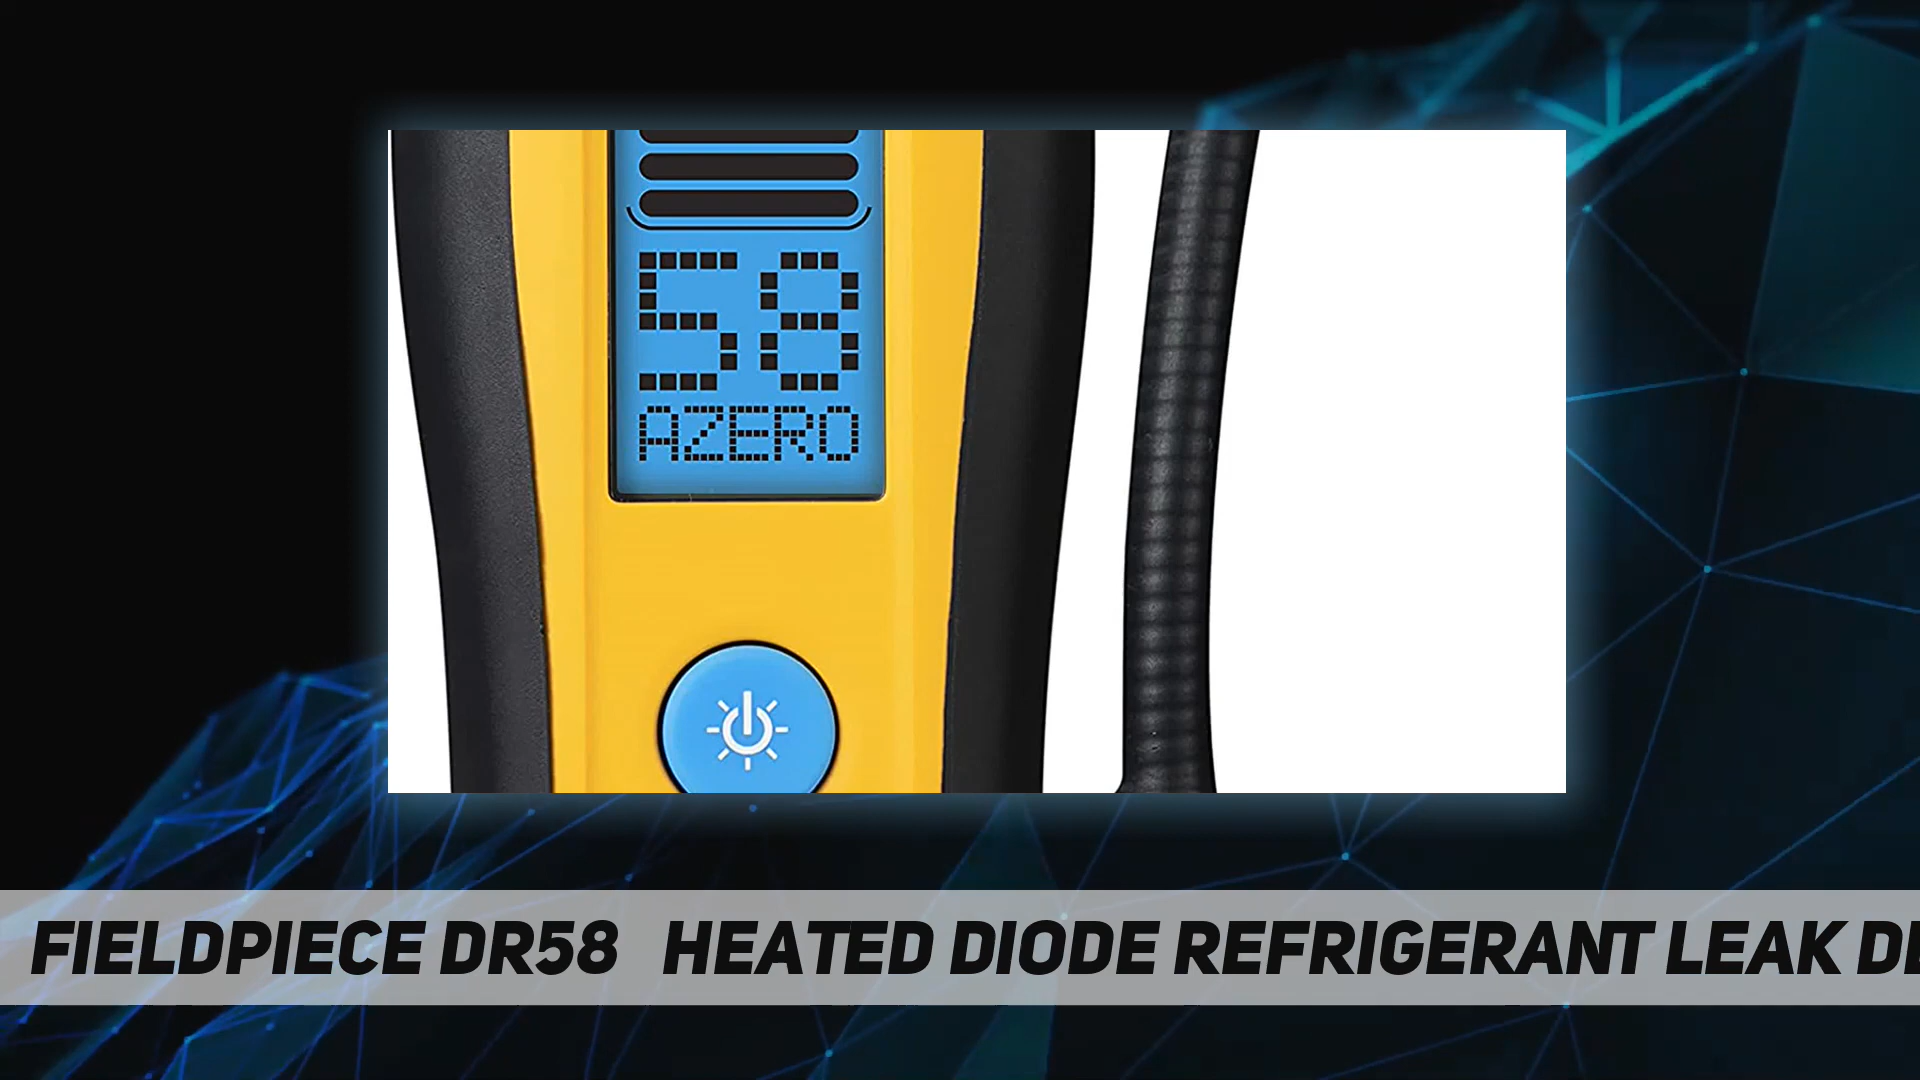 58
AZERO
FIELDPIECE DR58 HEATED DIODE REFRIGERANT LEAK